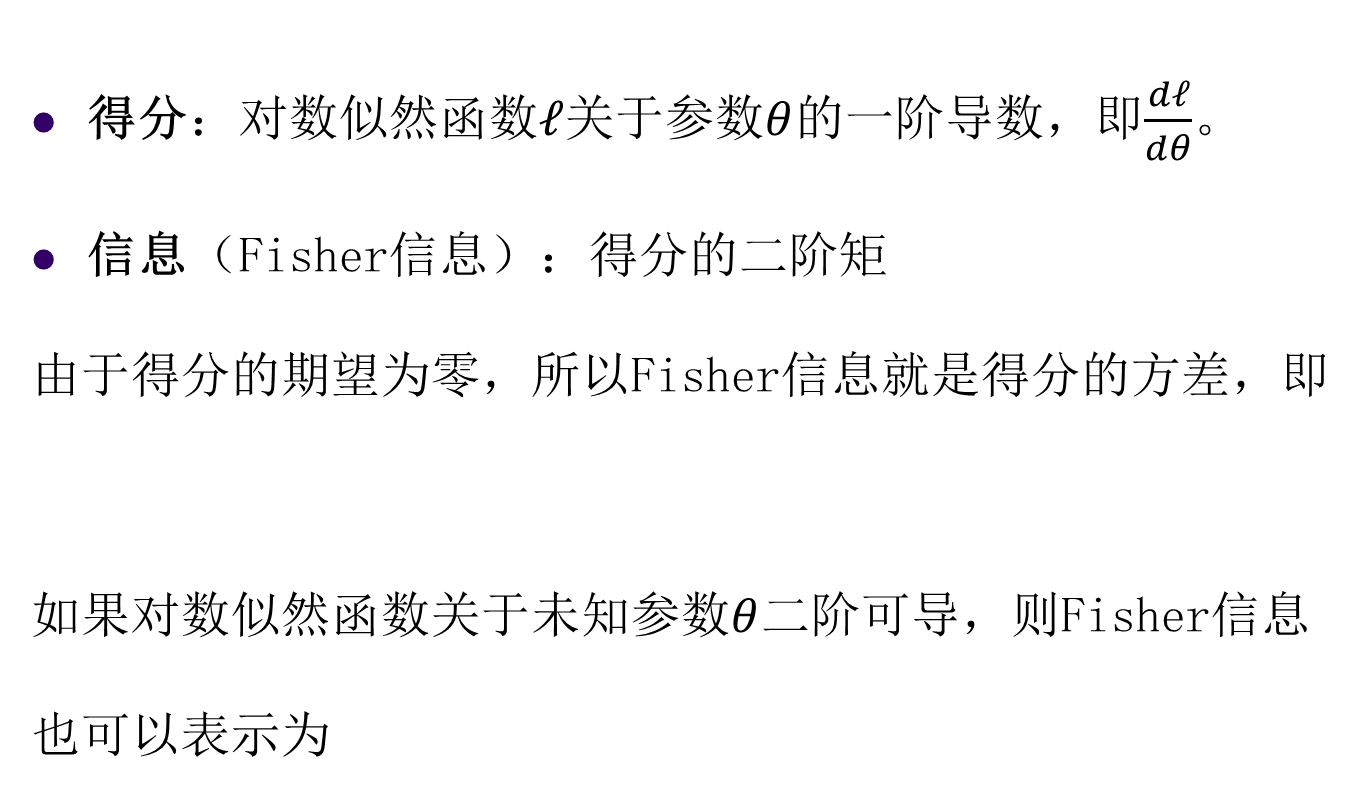 ● 得分：对数似然函数ℓ关于参数θ的一阶导数，即dℓ/dθ。
● 信息（Fisher信息）：得分的二阶矩
由于得分的期望为零，所以Fisher信息就是得分的方差，即
如果对数似然函数关于未知参数θ二阶可导，则Fisher信息
也可以表示为